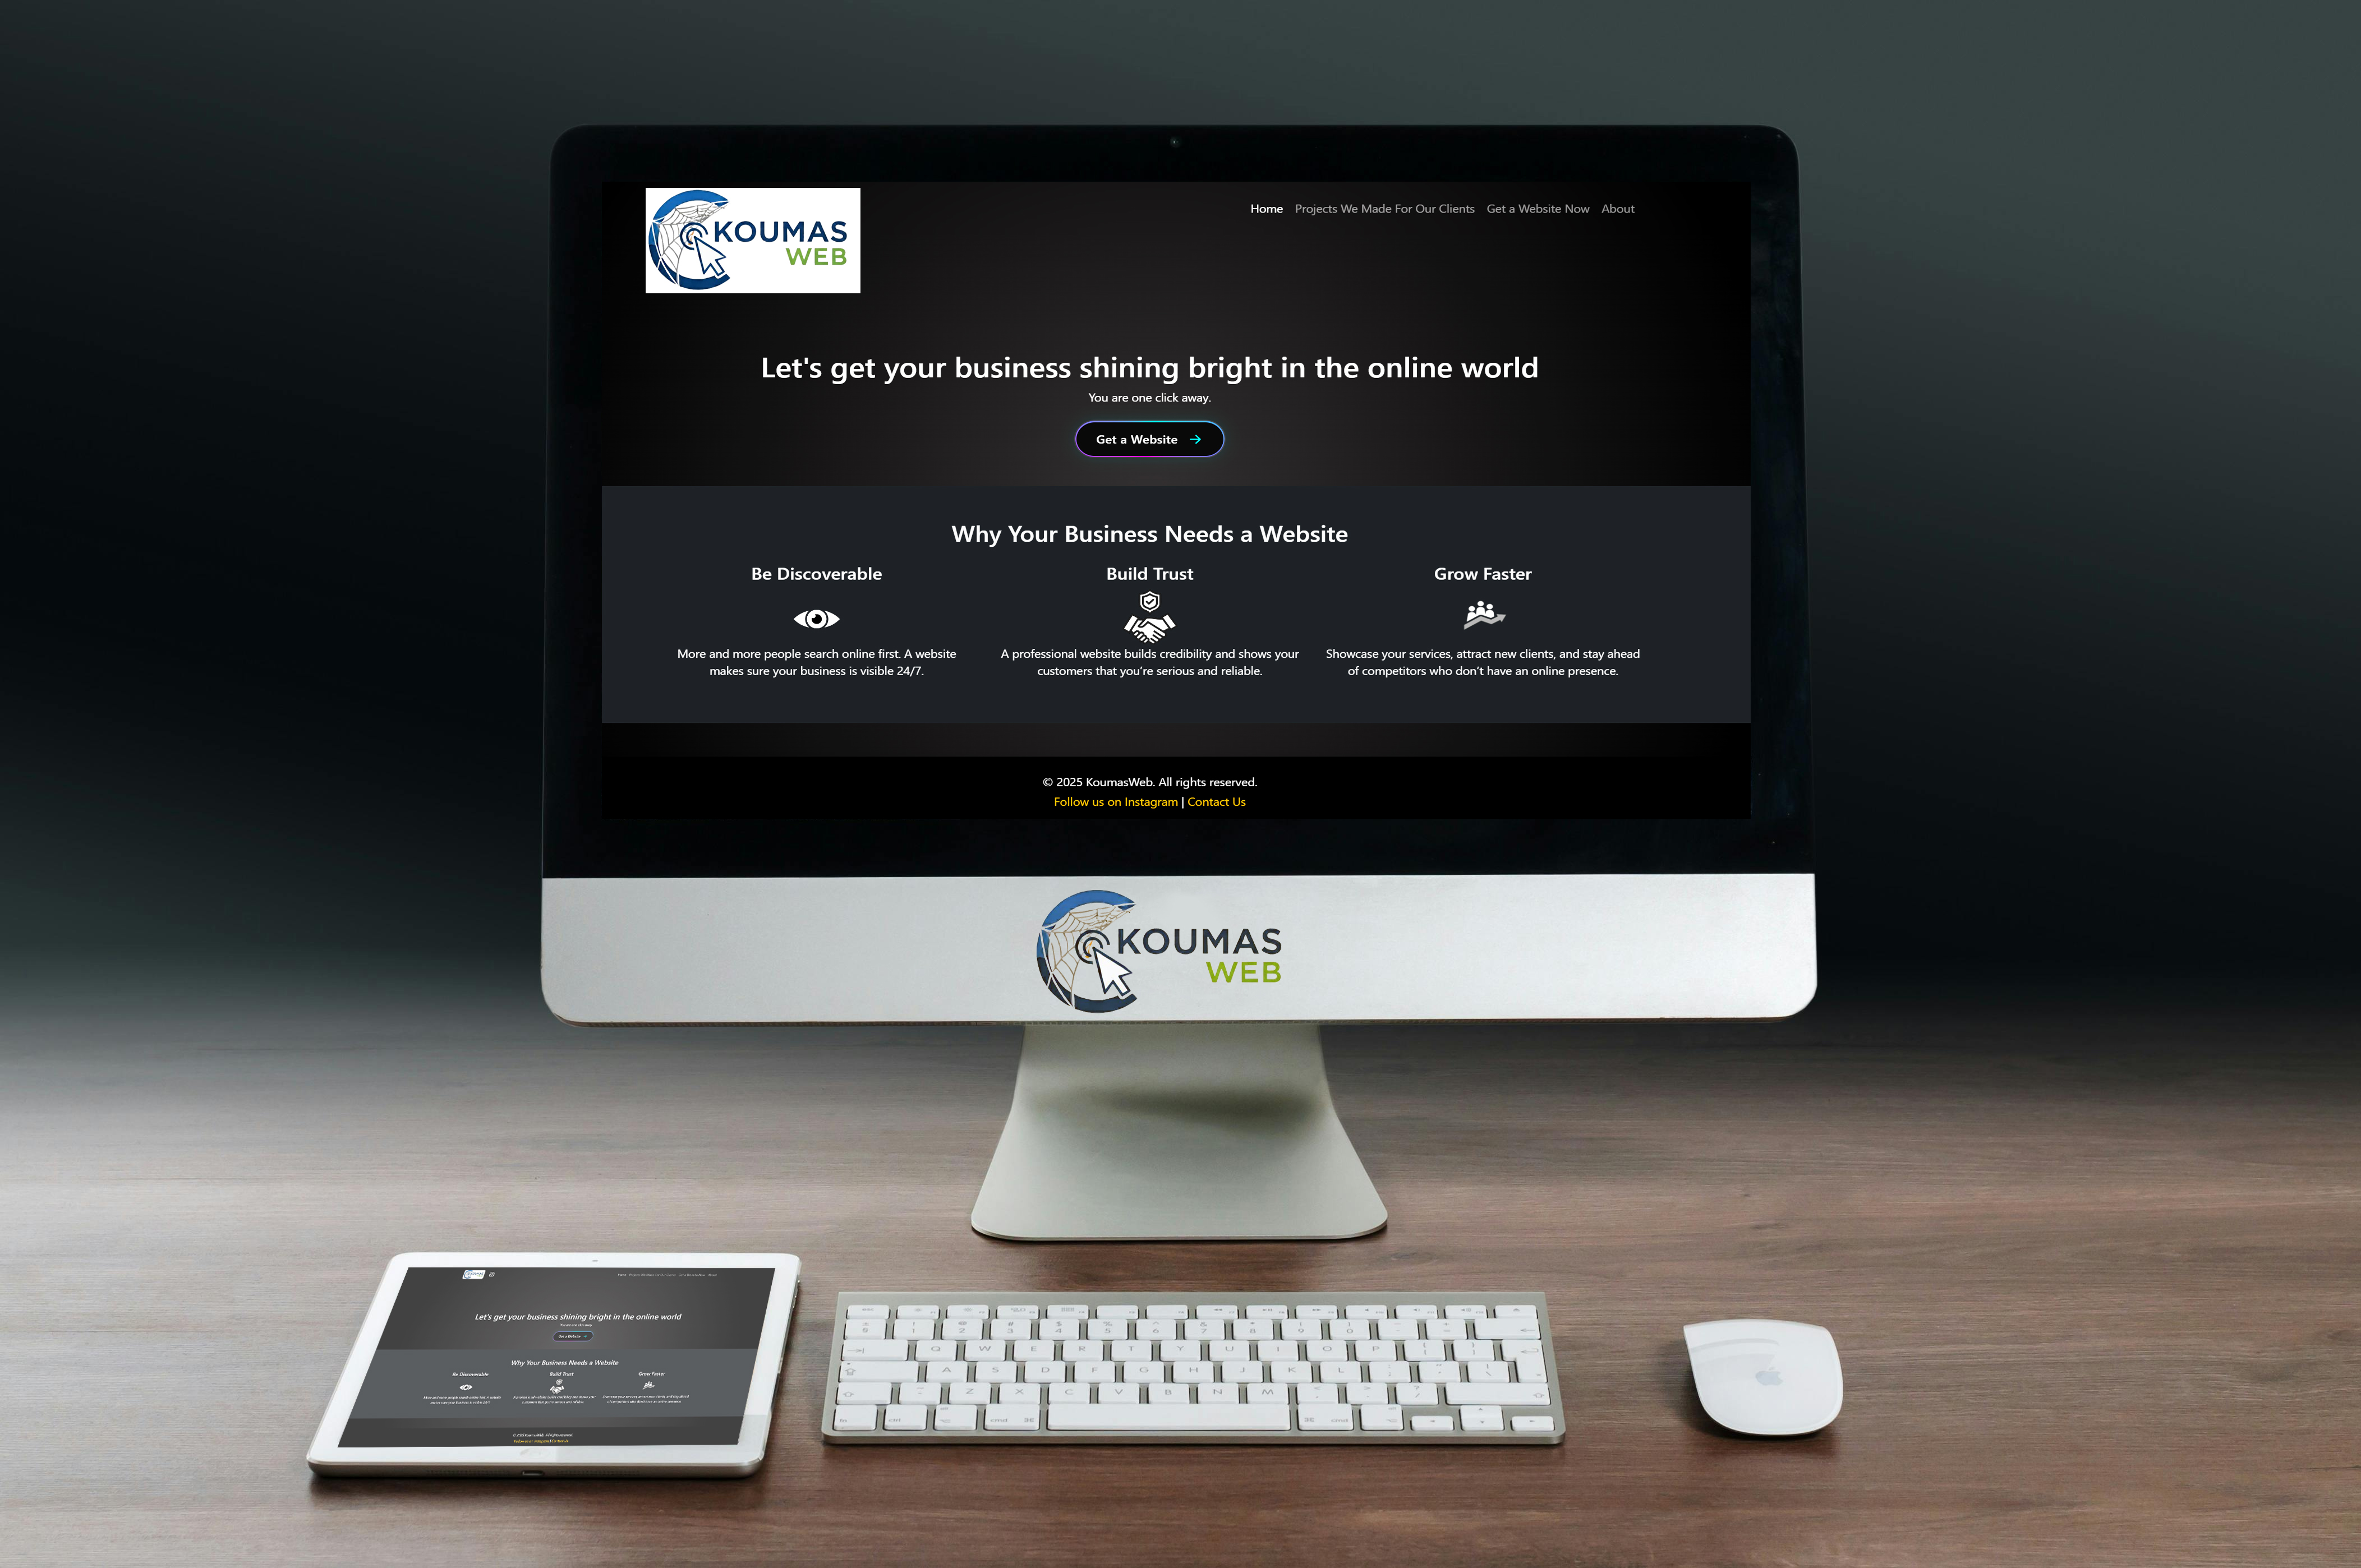 KOUMAS
WEB
Home Projects We Made For Our Clients Get a Website Now About
Let's get your business shining bright in the online world
You are one click away.
Get a Website →
Why Your Business Needs a Website
Be Discoverable
More and more people search online first. A website
makes sure your business is visible 24/7.
Build Trust
A professional website builds credibility and shows your
customers that you’re serious and reliable.
Grow Faster
Showcase your services, attract new clients, and stay ahead
of competitors who don’t have an online presence.
© 2025 KoumasWeb. All rights reserved.
Follow us on Instagram | Contact Us
KOUMAS
WEB
Let's get your business shining bright in the online world
Get a Website
Why Your Business Needs a Website
Be Discoverable
Build Trust
Grow Faster
Q W E R T Y U I O P
A S D F G H J K L
Z X C V B N M
fn
cmd
cmd